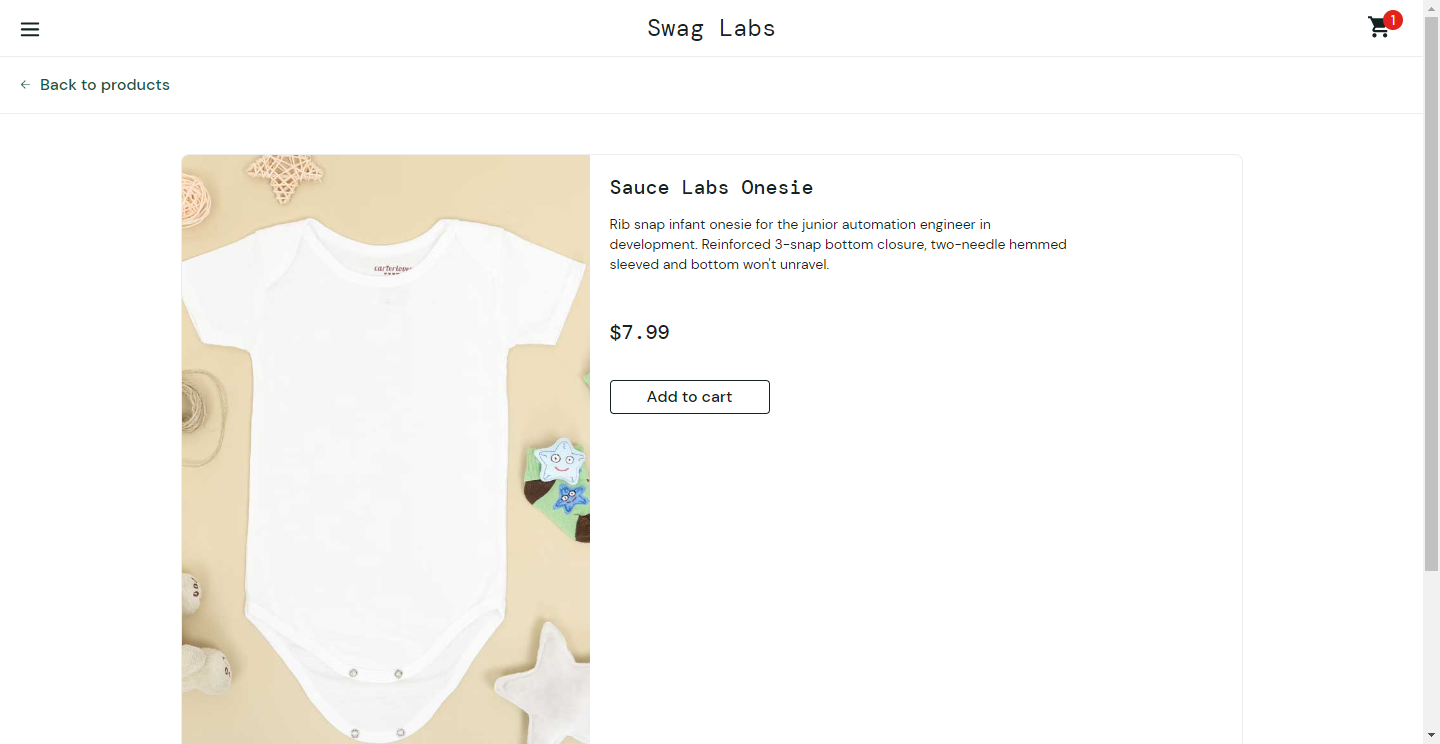 Swag Labs
1
Back to products
Sauce Labs Onesie
Rib snap infant onesie for the junior automation engineer in
development. Reinforced 3-snap bottom closure, two-needle hemmed
sleeved and bottom won't unravel.
$7.99
Add to cart